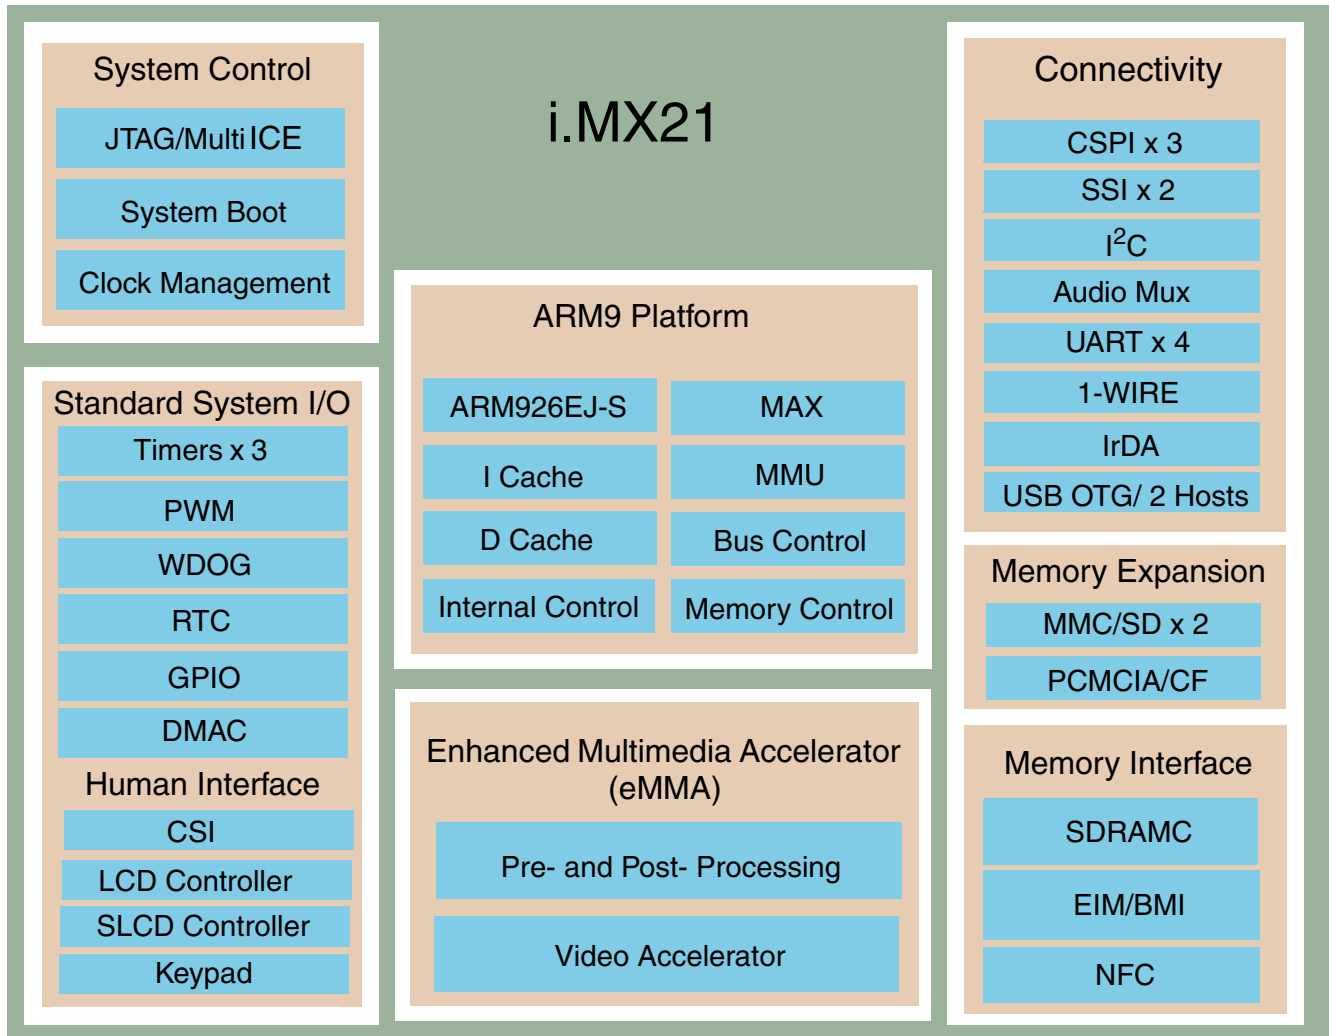 i.MX21
System Control
JTAG/Multi ICE
System Boot
Clock Management
Standard System I/O
Timers x 3
PWM
WDOG
RTC
GPIO
DMAC
Human Interface
CSI
LCD Controller
SLCD Controller
Keypad
ARM9 Platform
ARM926EJ-S
MAX
I Cache
MMU
D Cache
Bus Control
Internal Control
Memory Control
Enhanced Multimedia Accelerator
(eMMA)
Pre- and Post- Processing
Video Accelerator
Connectivity
CSPI x 3
SSI x 2
I²C
Audio Mux
UART x 4
1-WIRE
IrDA
USB OTG/ 2 Hosts
Memory Expansion
MMC/SD x 2
PCMCIA/CF
Memory Interface
SDRAMC
EIM/BMI
NFC